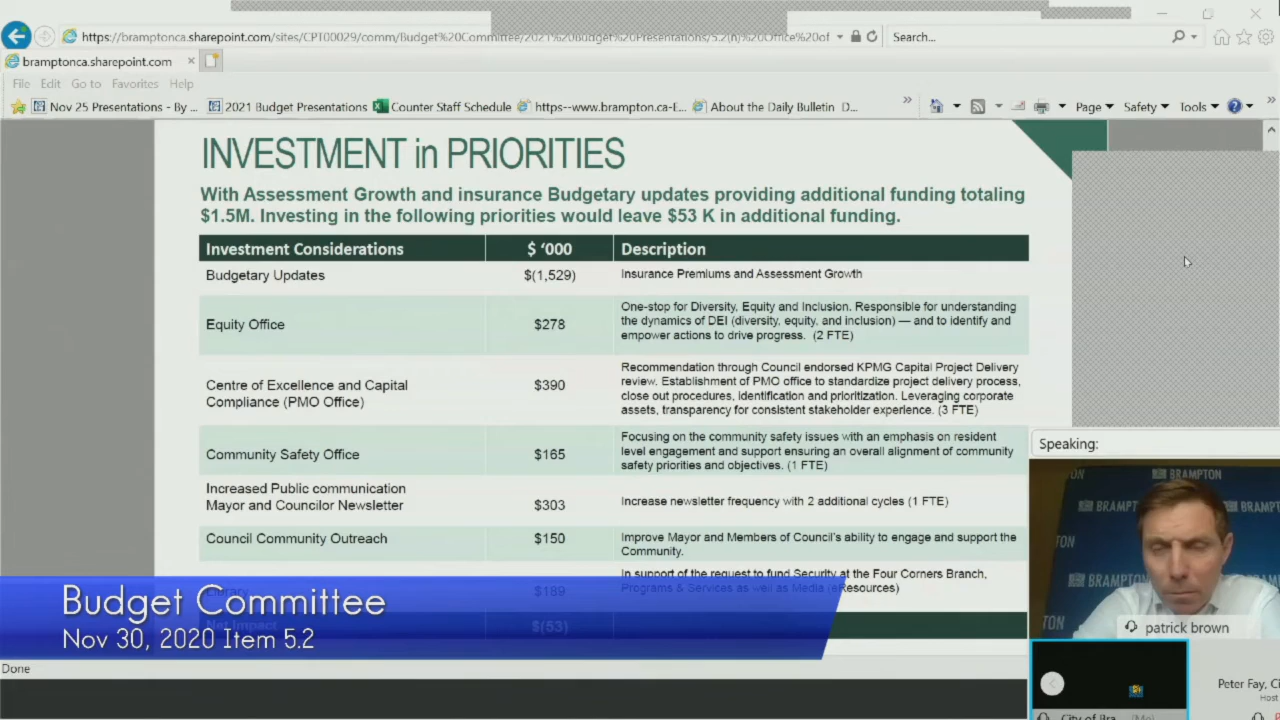 https://bramptonca.sharepoint.com/sites/CPT00029/comm/Budget%20Committee/2021%20Budget%20Presentations/5.2(h)%20Office%20of
Search...
bramptonca.sharepoint.com
File Edit Go to Favorites Help
Nov 25 Presentations - By ... 2021 Budget Presentations Counter Staff Schedule https--www.brampton.ca-E... About the Daily Bulletin D... Page Safety Tools
INVESTMENT in PRIORITIES
With Assessment Growth and insurance Budgetary updates providing additional funding totaling
$1.5M. Investing in the following priorities would leave $53 K in additional funding.
Investment Considerations $ ‘000 Description
Budgetary Updates $(1,529) Insurance Premiums and Assessment Growth
One-stop for Diversity, Equity and Inclusion. Responsible for understanding
Equity Office $278 the dynamics of DEI (diversity, equity, and inclusion) — and to identify and
empower actions to drive progress. (2 FTE)
Recommendation through Council endorsed KPMG Capital Project Delivery
Centre of Excellence and Capital $390 review. Establishment of PMO office to standardize project delivery process,
Compliance (PMO Office) close out procedures, identification and prioritization. Leveraging corporate
assets, transparency for consistent stakeholder experience. (3 FTE)
Focusing on the community safety issues with an emphasis on resident
Community Safety Office $165 level engagement and support ensuring an overall alignment of community
safety priorities and objectives. (1 FTE)
Increased Public communication
Mayor and Councilor Newsletter $303 Increase newsletter frequency with 2 additional cycles (1 FTE)
Council Community Outreach $150 Improve Mayor and Members of Council's ability to engage and support the
Community.
In support of the request to fund Security at the Four Corners Branch,
Library $189 Programs & Services as well as Media (eResources)
Net Impact $(53)
Budget Committee
Nov 30, 2020 Item 5.2
Done
Speaking:
BRAMPTON
BRAMPT
BRAMPT
BRAMPT
patrick brown
Peter Fay, Ci
Host
City of Bra... (Me)